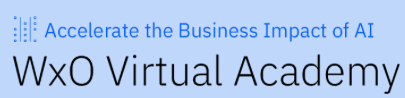 Accelerate the Business Impact of AI
WxO Virtual Academy